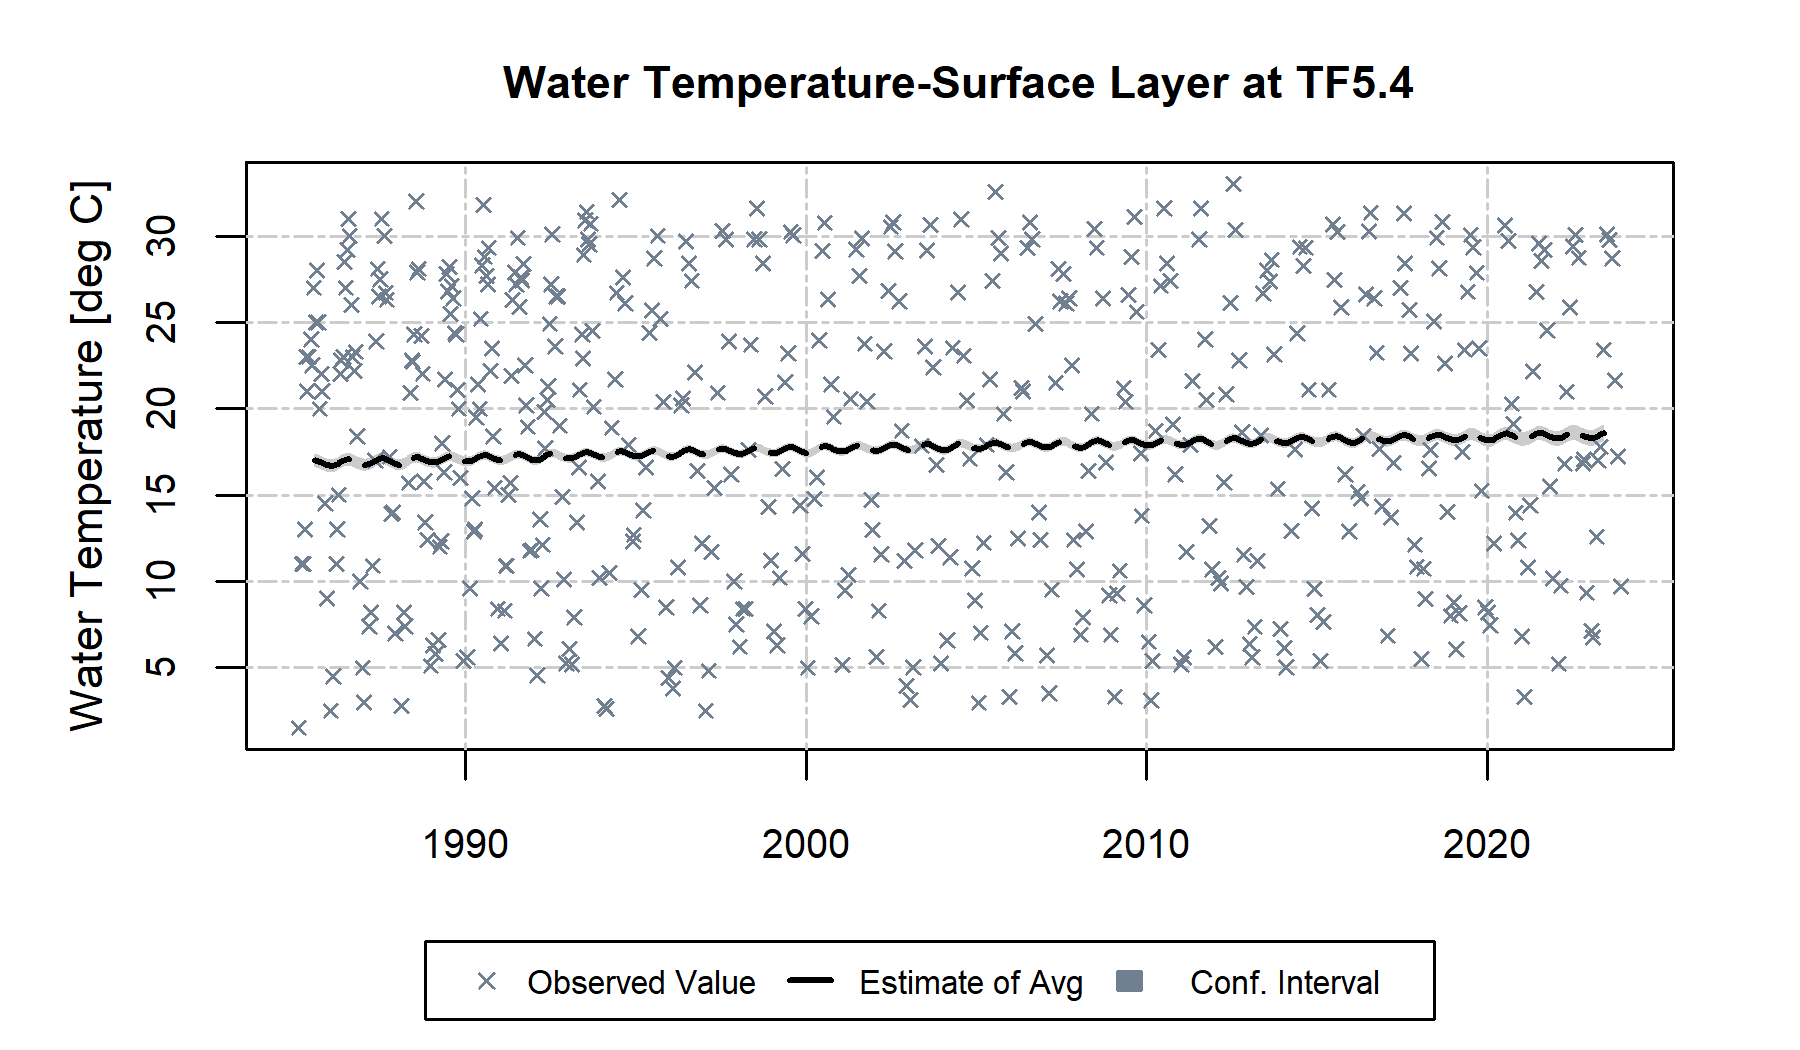 Water Temperature-Surface Layer at TF5.4
Water Temperature [deg C]
30
25
20
15
10
5
1990 2000 2010 2020
Observed Value Estimate of Avg Conf. Interval